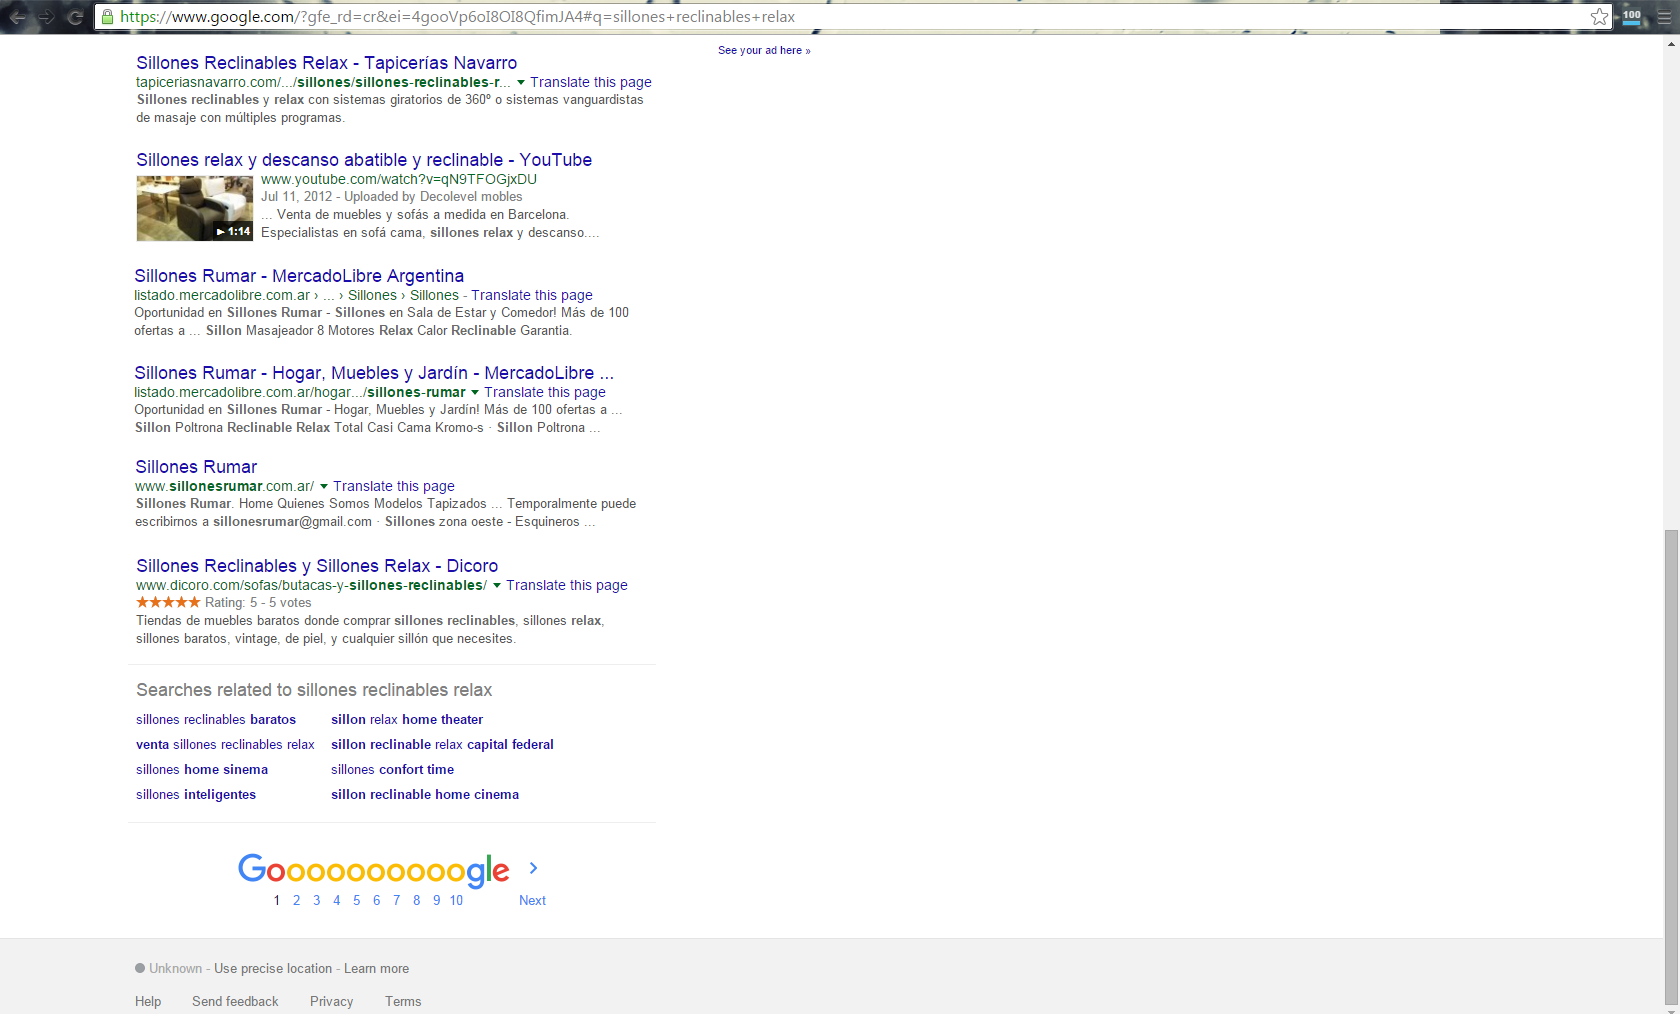 https://www.google.com/?gfe_rd=cr&ei=4gooVp6oI8OI8QfimJA4#q=sillones+reclinables+relax
100
See your ad here »
Sillones Reclinables Relax - Tapicerías Navarro
tapiceriasnavarro.com/.../sillones/sillones-reclinables-r... ▼ Translate this page
Sillones reclinables y relax con sistemas giratorios de 360º o sistemas vanguardistas
de masaje con múltiples programas.
Sillones relax y descanso abatible y reclinable - YouTube
www.youtube.com/watch?v=qN9TFOGjxDU
Jul 11, 2012 - Uploaded by Decolevel mobles
... Venta de muebles y sofás a medida en Barcelona.
Especialistas en sofá cama, sillones relax y descanso....
► 1:14
Sillones Rumar - MercadoLibre Argentina
listado.mercadolibre.com.ar › ... › Sillones › Sillones - Translate this page
Oportunidad en Sillones Rumar - Sillones en Sala de Estar y Comedor! Más de 100
ofertas a ... Sillon Masajeador 8 Motores Relax Calor Reclinable Garantia.
Sillones Rumar - Hogar, Muebles y Jardín - MercadoLibre ...
listado.mercadolibre.com.ar/hogar.../sillones-rumar ▼ Translate this page
Oportunidad en Sillones Rumar - Hogar, Muebles y Jardín! Más de 100 ofertas a ...
Sillon Poltrona Reclinable Relax Total Casi Cama Kromo-s · Sillon Poltrona ...
Sillones Rumar
www.sillonesrumar.com.ar/ ▼ Translate this page
Sillones Rumar. Home Quienes Somos Modelos Tapizados ... Temporalmente puede
escribirnos a sillonesrumar@gmail.com · Sillones zona oeste - Esquineros ...
Sillones Reclinables y Sillones Relax - Dicoro
www.dicoro.com/sofas/butacas-y-sillones-reclinables/ ▼ Translate this page
★★★★★ Rating: 5 - 5 votes
Tiendas de muebles baratos donde comprar sillones reclinables, sillones relax,
sillones baratos, vintage, de piel, y cualquier sillón que necesites.
Searches related to sillones reclinables relax
sillones reclinables baratos sillon relax home theater
venta sillones reclinables relax sillon reclinable relax capital federal
sillones home sinema sillones confort time
sillones inteligentes sillon reclinable home cinema
Goooooooooogle >
1 2 3 4 5 6 7 8 9 10 Next
Unknown - Use precise location - Learn more
Help Send feedback Privacy Terms